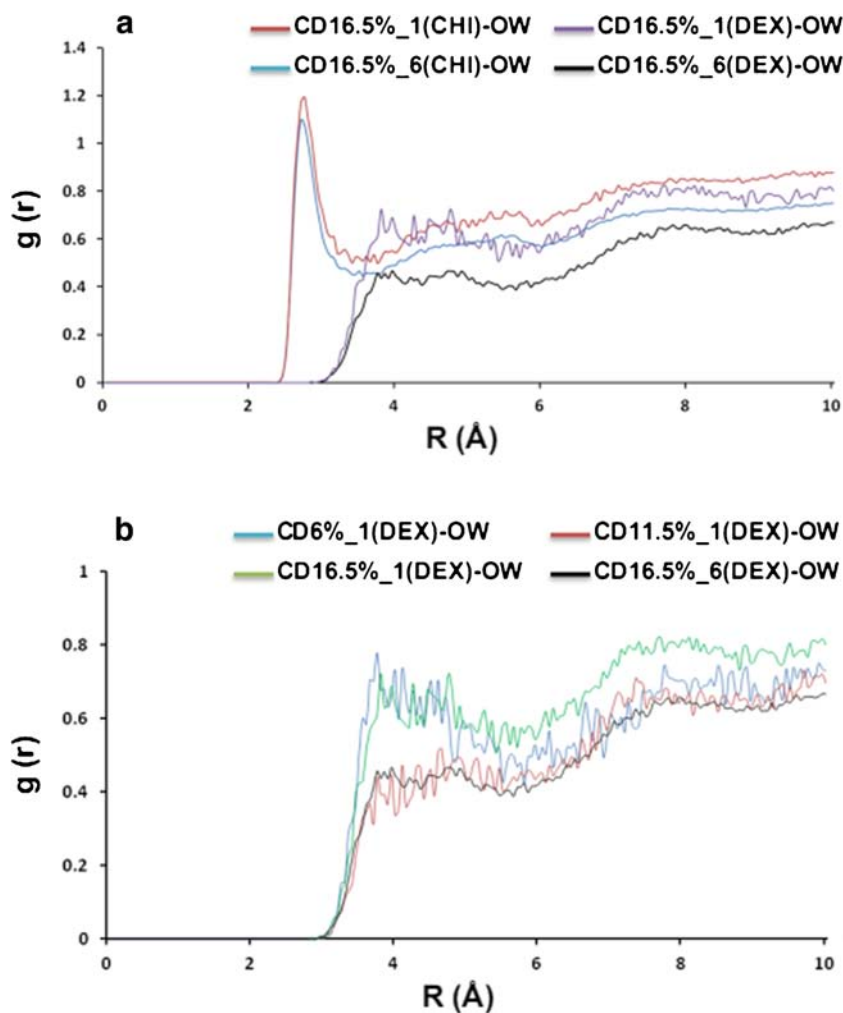 a
CD16.5%_1(CHI)-OW CD16.5%_1(DEX)-OW
CD16.5%_6(CHI)-OW CD16.5%_6(DEX)-OW
1.4
1.2
1
0.8
0.6
0.4
0.2
0
g (r)
0 2 4 6 8 10
R (Å)
b
CD6%_1(DEX)-OW CD11.5%_1(DEX)-OW
CD16.5%_1(DEX)-OW CD16.5%_6(DEX)-OW
1
0.8
0.6
0.4
0.2
0
g (r)
0 2 4 6 8 10
R (Å)